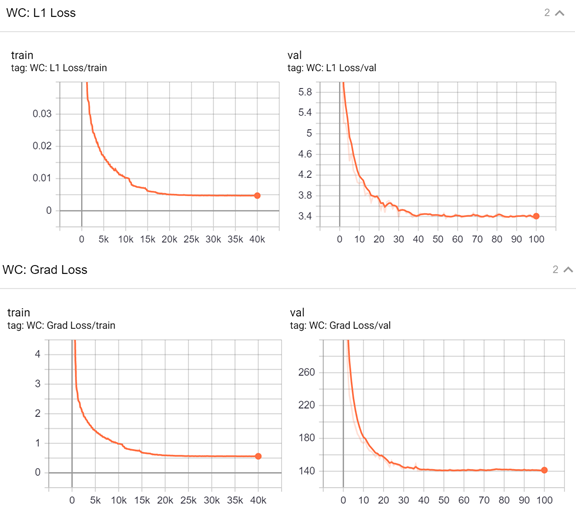 WC: L1 Loss 2
train
tag: WC: L1 Loss/train
0.03
0.02
0.01
0
0 5k 10k 15k 20k 25k 30k 35k 40k
val
tag: WC: L1 Loss/val
5.8
5.4
5
4.6
4.2
3.8
3.4
0 10 20 30 40 50 60 70 80 90 100
WC: Grad Loss 2
train
tag: WC: Grad Loss/train
4
3
2
1
0
0 5k 10k 15k 20k 25k 30k 35k 40k
val
tag: WC: Grad Loss/val
260
220
180
140
0 10 20 30 40 50 60 70 80 90 100